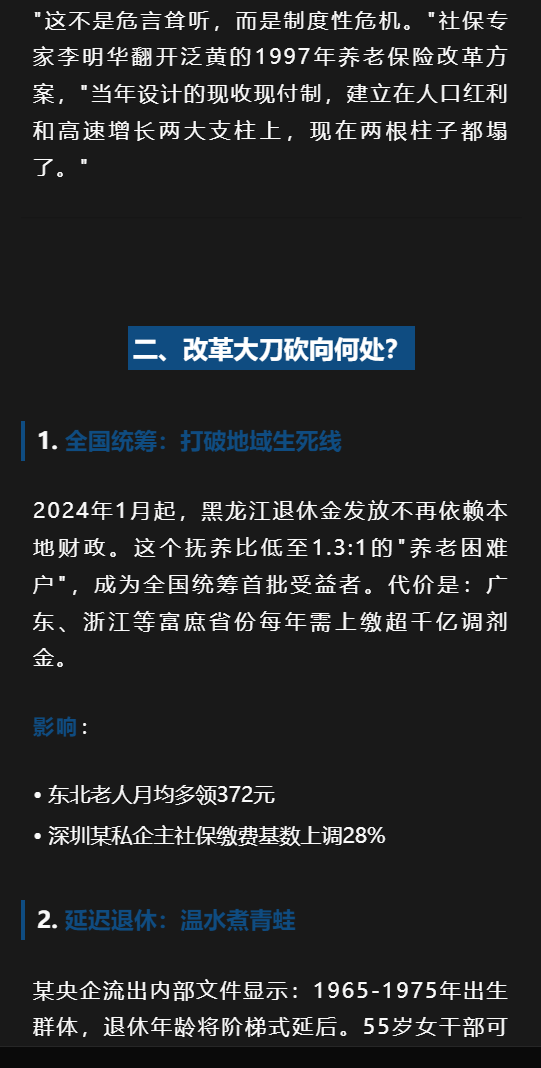 "这不是危言耸听，而是制度性危机。"社保专
家李明华翻开泛黄的1997年养老保险改革方
案，"当年设计的现收现付制，建立在人口红利
和高速增长两大支柱上，现在两根柱子都塌
了。"
二、改革大刀砍向何处？
1. 全国统筹：打破地域生死线
2024年1月起，黑龙江退休金发放不再依赖本
地财政。这个抚养比低至1.3:1的"养老困难
户"，成为全国统筹首批受益者。代价是：广
东、浙江等富庶省份每年需上缴超千亿调剂
金。
影响：
• 东北老人月均多领372元
• 深圳某私企主社保缴费基数上调28%
2. 延迟退休：温水煮青蛙
某央企流出内部文件显示：1965-1975年出生
群体，退休年龄将阶梯式延后。55岁女干部可